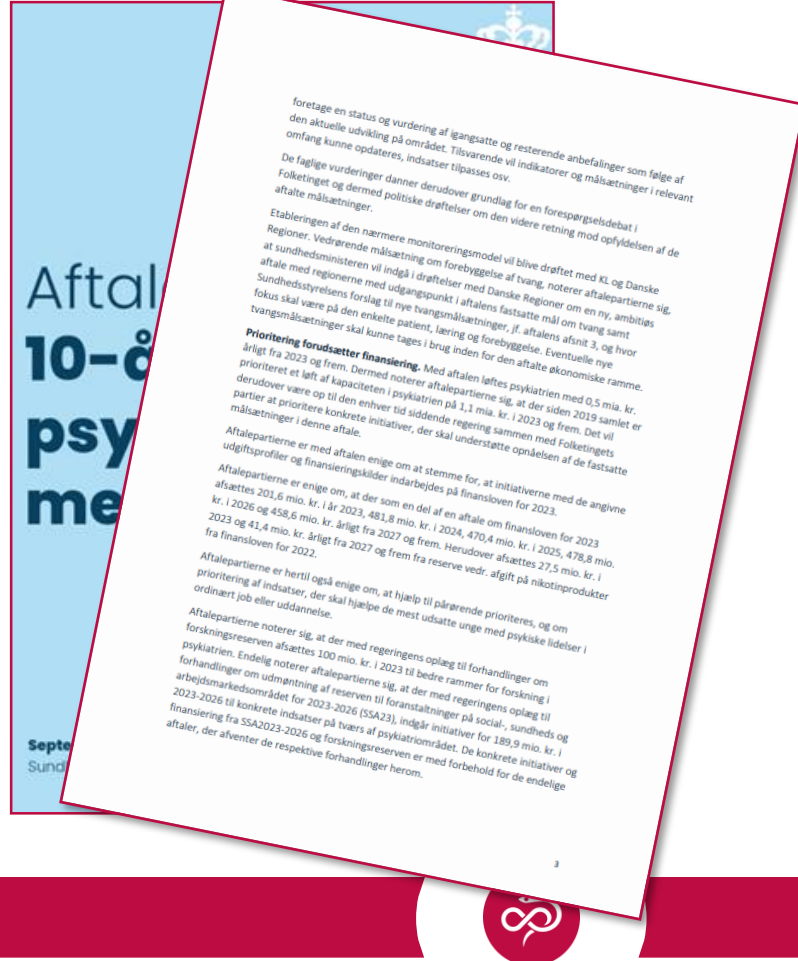 Aftal
10-å
psy
me
Septe
Sund
foretage en status og vurdering af igangsatte og resterende anbefalinger som følge af
den aktuelle udvikling på området. Tilsvarende vil indikatorer og målsætninger i relevant
omfang kunne opdateres, indsatser tilpasses osv.
De faglige vurderinger danner derudover grundlag for en forespørgselsdebat i
Folketinget og dermed politiske drøftelser om den videre retning mod opfyldelsen af de
aftalte målsætninger.
Etableringen af den nærmere monitoreringsmodel vil blive drøftet med KL og Danske
Regioner. Vedrørende målsætning om forebyggelse af tvang, noterer aftalepartierne sig,
at sundhedsministeren vil indgå i drøftelser med Danske Regioner om en ny, ambitiøs
aftale med regionerne med udgangspunkt i aftalens fastsatte mål om tvang samt
Sundhedsstyrelsens forslag til nye tvangsmålsætninger, jf. aftalens afsnit 3, og hvor
fokus skal være på den enkelte patient, læring og forebyggelse. Eventuelle nye
tvangsmålsætninger skal kunne tages i brug inden for den aftalte økonomiske ramme.
Prioritering forudsætter finansiering. Med aftalen løftes psykiatrien med 0,5 mia. kr.
årligt fra 2023 og frem. Dermed noterer aftalepartierne sig, at der siden 2019 samlet er
prioriteret et løft af kapaciteten i psykiatrien på 1,1 mia. kr. i 2023 og frem. Det vil
derudover være op til den enhver tid siddende regering sammen med Folketingets
partier at prioritere konkrete initiativer, der skal understøtte opnåelsen af de fastsatte
målsætninger i denne aftale.
Aftalepartierne er med aftalen enige om at stemme for, at initiativerne med de angivne
udgiftsprofiler og finansieringskilder indarbejdes på finansloven for 2023.
Aftalepartierne er enige om, at der som en del af en aftale om finansloven for 2023
afsættes 201,6 mio. kr. i år 2023, 481,8 mio. kr. i 2024, 470,4 mio. kr. i 2025, 478,8 mio.
kr. i 2026 og 458,6 mio. kr. årligt fra 2027 og frem. Herudover afsættes 27,5 mio. kr. i
2023 og 41,4 mio. kr. årligt fra 2027 og frem fra reserve vedr. afgift på nikotinprodukter
fra finansloven for 2022.
Aftalepartierne er hertil også enige om, at hjælp til pårørende prioriteres, og om
prioritering af indsatser, der skal hjælpe de mest udsatte unge med psykiske lidelser i
ordinært job eller uddannelse.
Aftalepartierne noterer sig, at der med regeringens oplæg til forhandlinger om
forskningsreserven afsættes 100 mio. kr. i 2023 til bedre rammer for forskning i
psykiatrien. Endelig noterer aftalepartierne sig, at der med regeringens oplæg til
forhandlinger om udmøntning af reserven til foranstaltninger på social-, sundheds og
arbejdsmarkedsområdet for 2023-2026 (SSA23), indgår initiativer for 189,9 mio. kr. i
2023-2026 til konkrete indsatser på tværs af psykiatriområdet. De konkrete initiativer og
finansiering fra SSA2023-2026 og forskningsreserven er med forbehold for de endelige
aftaler, der afventer de respektive forhandlinger herom.
3